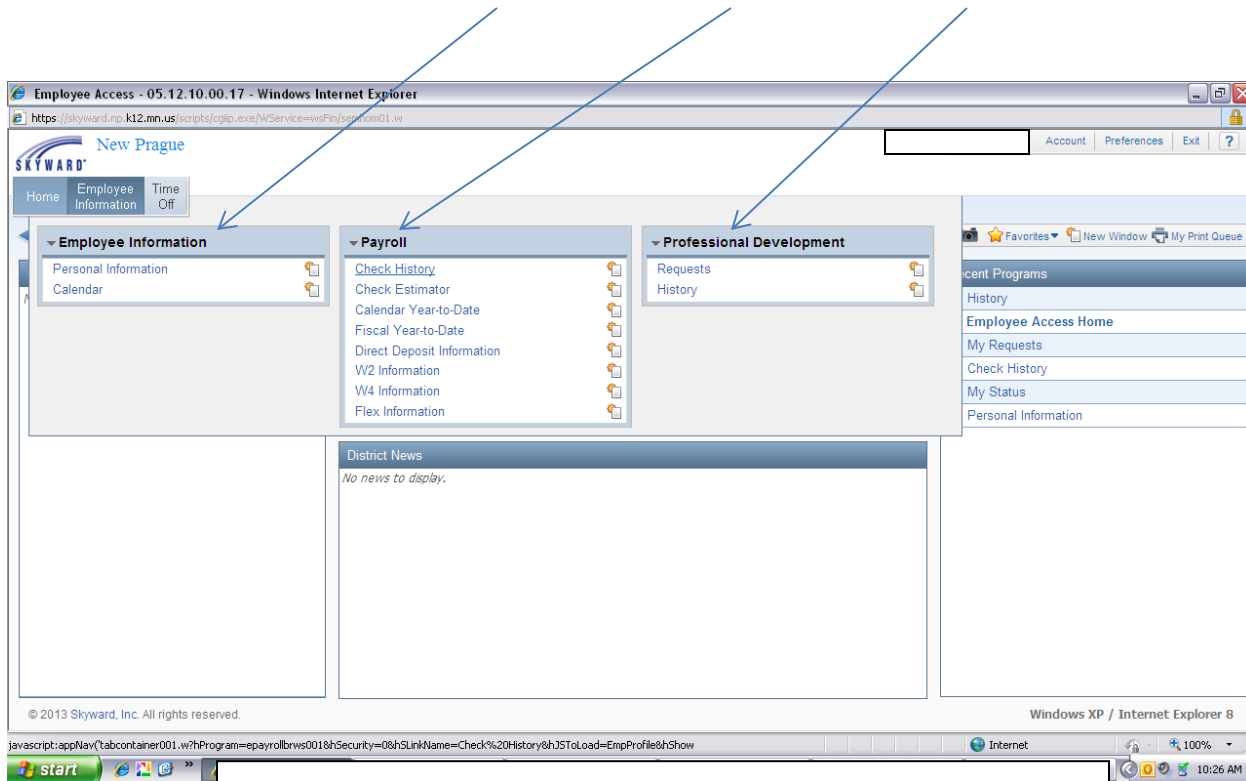 Employee Access - 05.12.10.00.17 - Windows Internet Explorer
https://skyward.np.k12.mn.us/scripts/cgiip.exe/WService=wsFin/semhom01.w
SKYWARD®
New Prague
Account
Preferences
Exit
?
Home
Employee Information
Time Off
Favorites
New Window
My Print Queue
Employee Information
Personal Information
Calendar
Payroll
Check History
Check Estimator
Calendar Year-to-Date
Fiscal Year-to-Date
Direct Deposit Information
W2 Information
W4 Information
Flex Information
Professional Development
Requests
History
ecent Programs
History
Employee Access Home
My Requests
Check History
My Status
Personal Information
District News
No news to display.
© 2013 Skyward, Inc. All rights reserved.
Windows XP / Internet Explorer 8
javascript:appNav('tabcontainer001.w?hProgram=epayrollbrws001&hSecurity=0&hSLinkName=Check%20History&hJSToLoad=EmpProfile&hShow
Internet
100%
start
10:26 AM